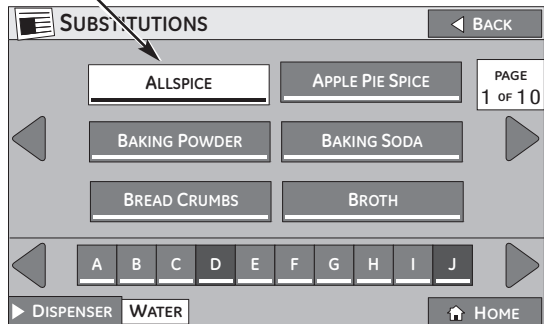 SUBSTITUTIONS BACK
ALLSPICE APPLE PIE SPICE PAGE
1 OF 10
BAKING POWDER BAKING SODA
BREAD CRUMBS BROTH
A B C D E F G H I J
DISPENSER WATER HOME